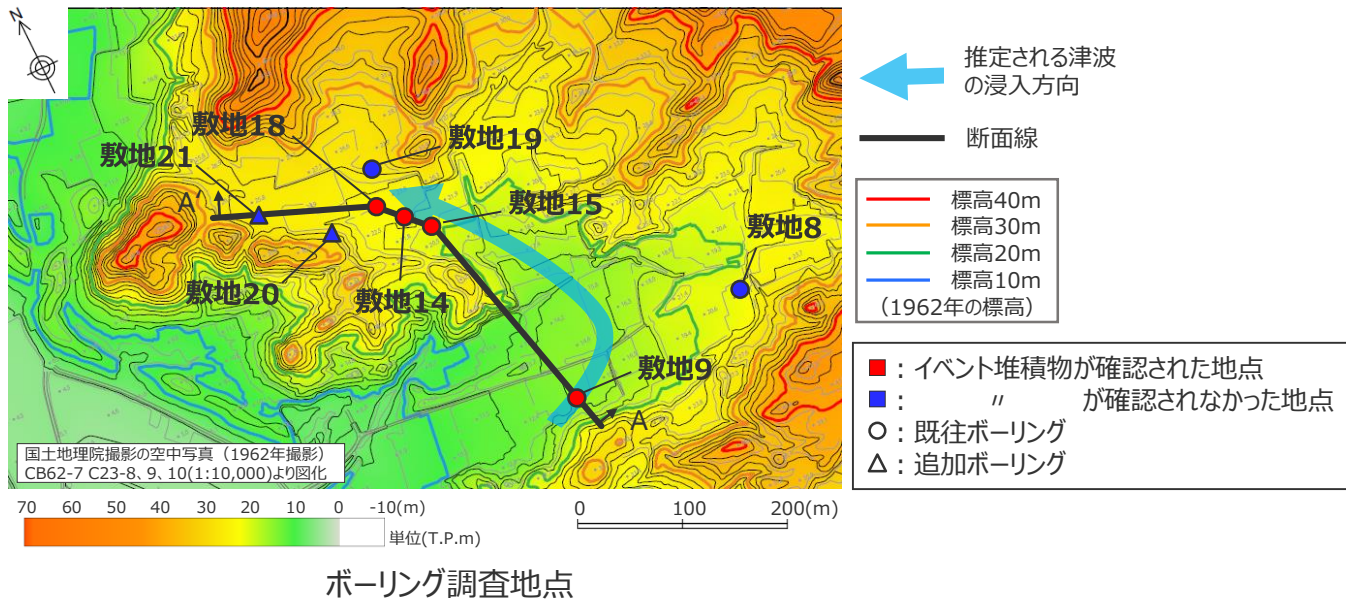 N
敷地18
敷地19
敷地21
A'
敷地15
敷地8
敷地20
敷地14
敷地9
A
国土地理院撮影の空中写真(1962年撮影)
CB62-7 C23-8、9、10(1:10,000)より図化
推定される津波
の浸入方向
断面線
標高40m
標高30m
標高20m
標高10m
(1962年の標高)
■:イベント堆積物が確認された地点
■: 〃 が確認されなかった地点
○:既往ボーリング
△:追加ボーリング
70 60 50 40 30 20 10 0 -10(m)
単位(T.P.m)
0 100 200(m)
ボーリング調査地点